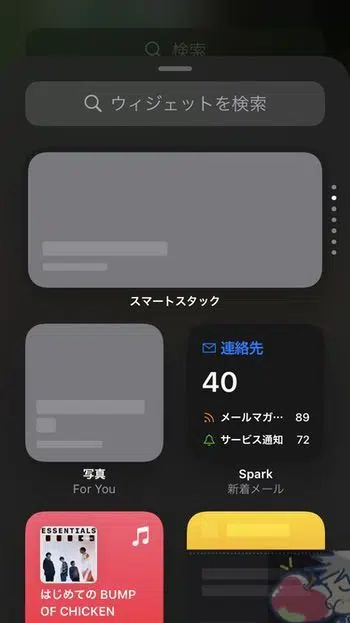 検索
ウィジェットを検索
スマートスタック
連絡先
40
メールマガ… 89
サービス通知 72
写真
For You
Spark
新着メール
ESSENTIALS
はじめての BUMP
OF CHICKEN